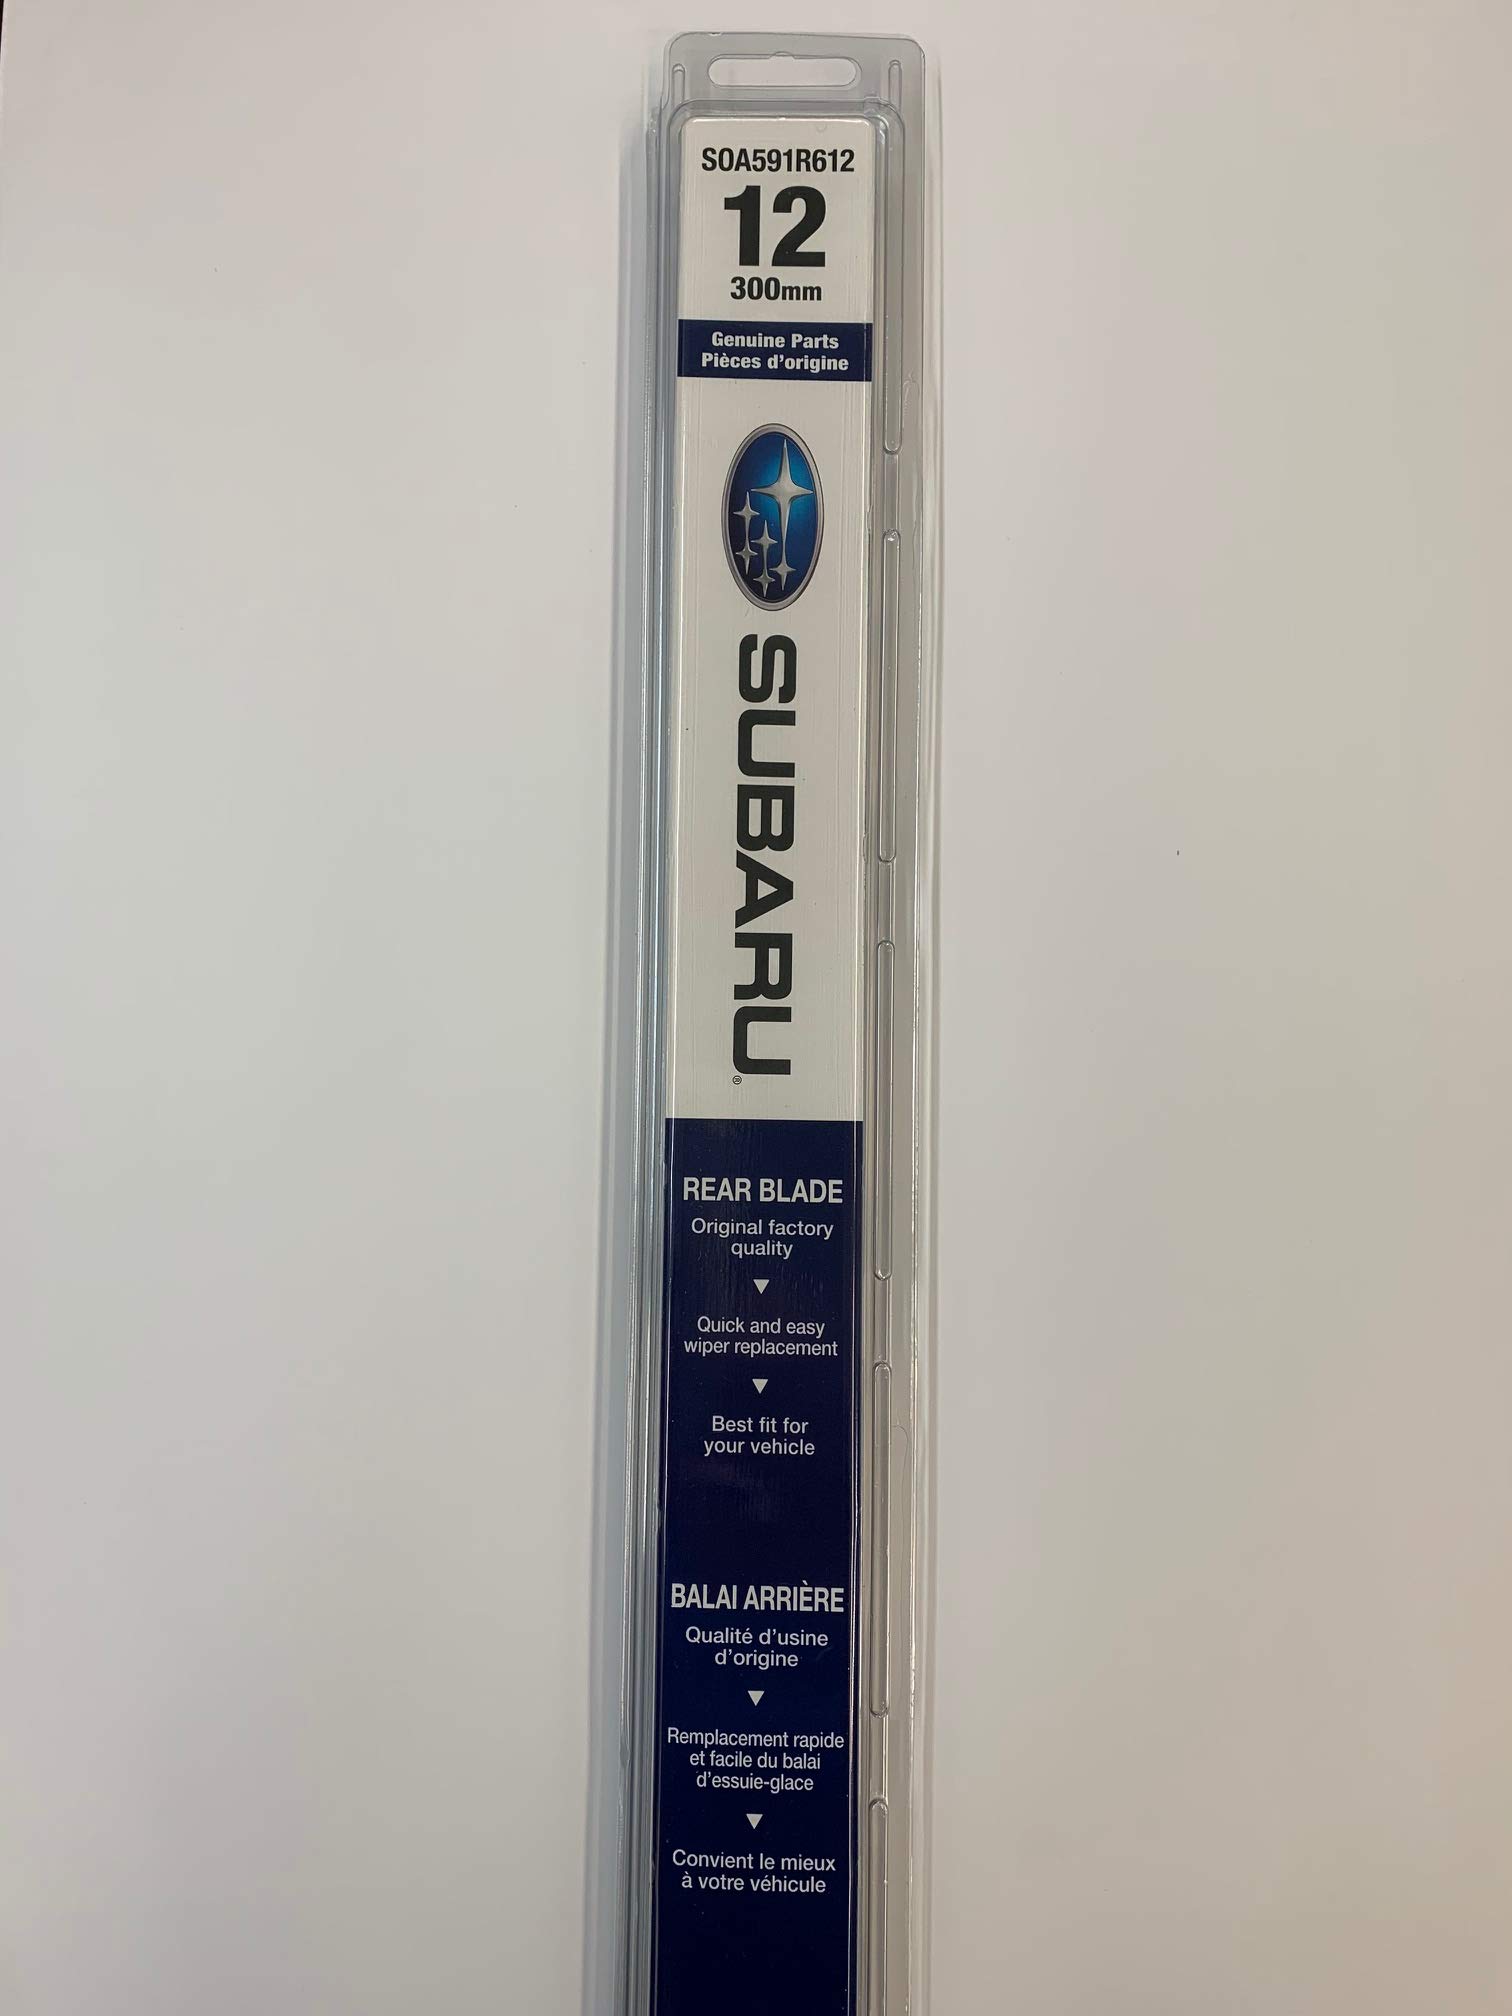 SOA591R612
12
300mm
Genuine Parts
Pièces d'origine
SUBARU®
REAR BLADE
Original factory
quality
Quick and easy
wiper replacement
Best fit for
your vehicle
BALAI ARRIÈRE
Qualité d'usine
d'origine
Remplacement rapide
et facile du balai
d'essuie-glace
Convient le mieux
à votre véhicule